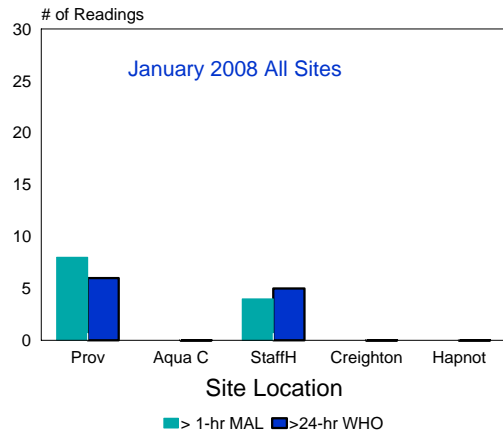 # of Readings
30
January 2008 All Sites
25
20
15
10
5
0
Prov Aqua C StaffH Creighton Hapnot
Site Location
> 1-hr MAL >24-hr WHO